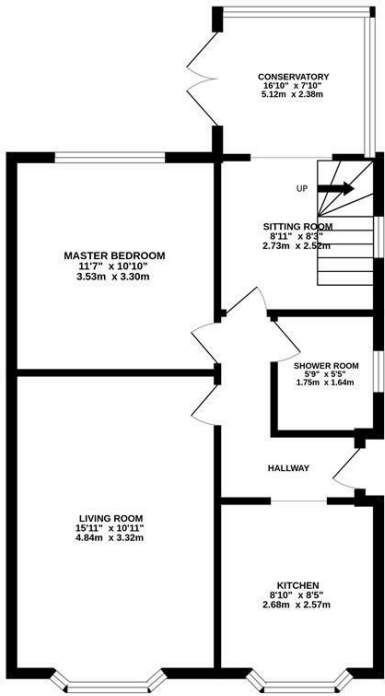 CONSERVATORY
16'10" x 7'10"
5.12m x 2.38m
UP
SITTING ROOM
8'11" x 8'3"
2.73m x 2.52m
MASTER BEDROOM
11'7" x 10'10"
3.53m x 3.30m
SHOWER ROOM
5'9" x 5'5"
1.75m x 1.64m
HALLWAY
LIVING ROOM
15'11" x 10'11"
4.84m x 3.32m
KITCHEN
8'10" x 8'5"
2.68m x 2.57m